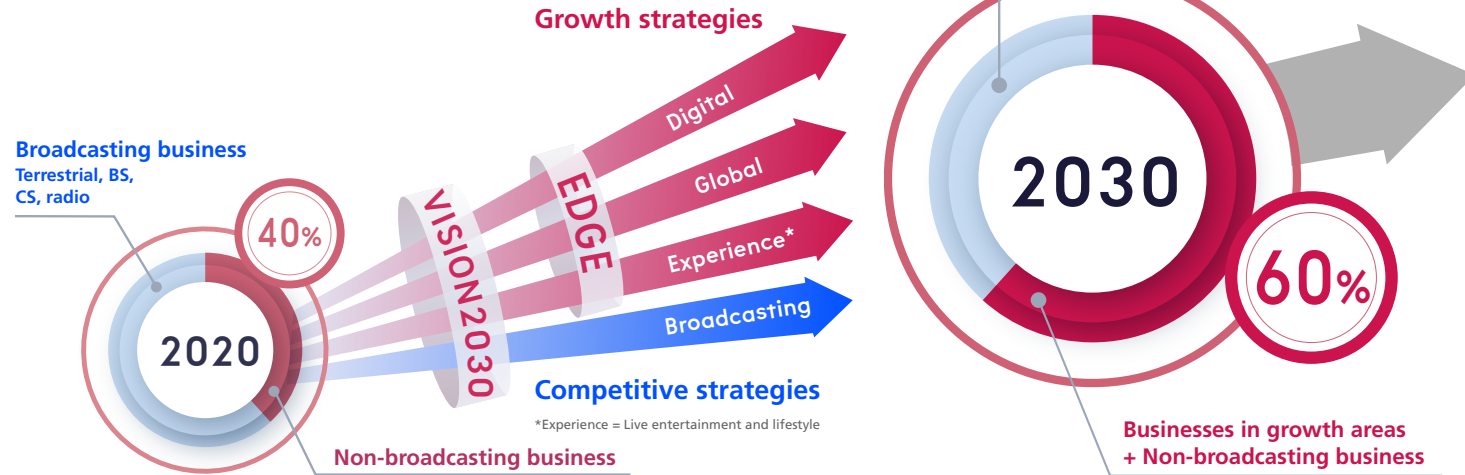 Growth strategies
Digital
Global
Experience*
Broadcasting
VISION2030
EDGE
Broadcasting business
Terrestrial, BS,
CS, radio
40%
2020
Non-broadcasting business
Competitive strategies
*Experience = Live entertainment and lifestyle
2030
60%
Businesses in growth areas
+ Non-broadcasting business